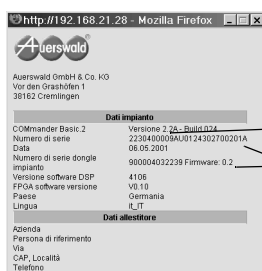 http://192.168.21.28 - Mozilla Firefox
Auerswald
Auerswald GmbH & Co. KG
Vor den Grashöfen 1
38162 Cremlingen
Dati impianto
COMmander Basic.2 Versione 2.2A - Build 024
Numero di serie 2230400009AU0124302700201A
Data 06.05.2001
Numero di serie dongle impianto 900004032239 Firmware: 0.2
Versione software DSP 4106
FPGA software versione V0.10
Paese Germania
Lingua it_IT
Dati allestitore
Azienda
Persona di riferimento
Via
CAP, Località
Telefono